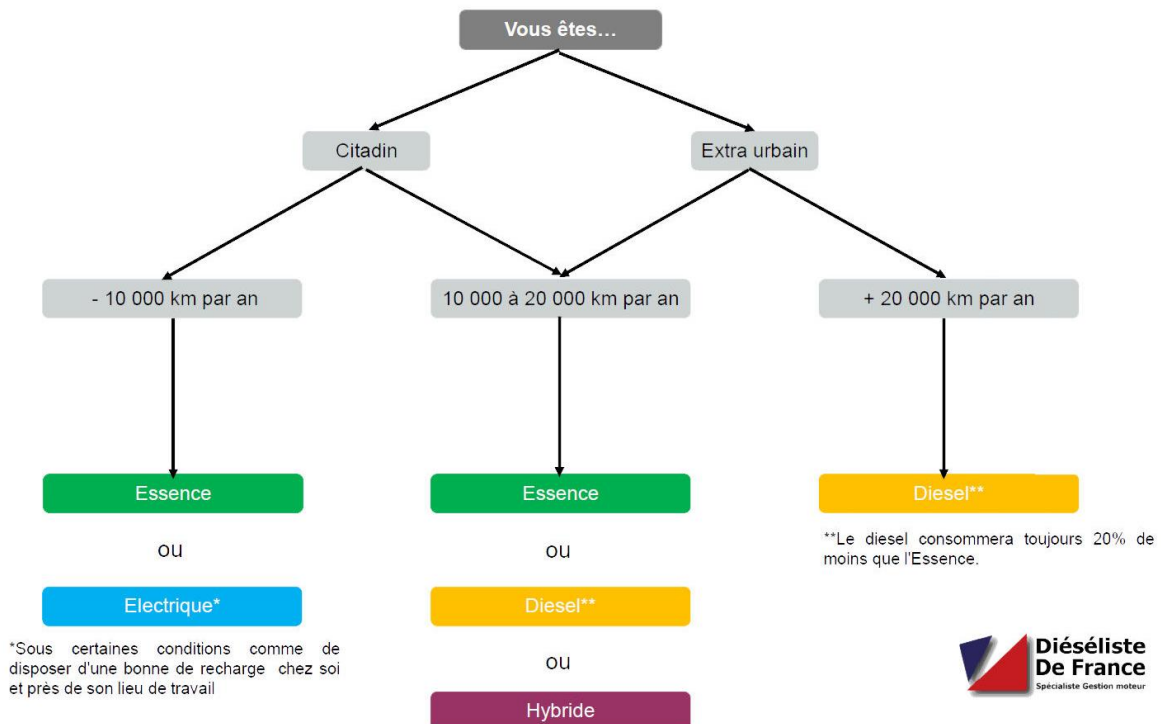 Vous êtes…
Citadin
Extra urbain
- 10 000 km par an
10 000 à 20 000 km par an
+ 20 000 km par an
Essence
Essence
Diesel**
ou
ou
**Le diesel consommera toujours 20% de
moins que l'Essence.
Electrique*
Diesel**
*Sous certaines conditions comme de
disposer d'une bonne de recharge chez soi
et près de son lieu de travail
ou
Hybride
Diéséliste
De France
Spécialiste Gestion moteur